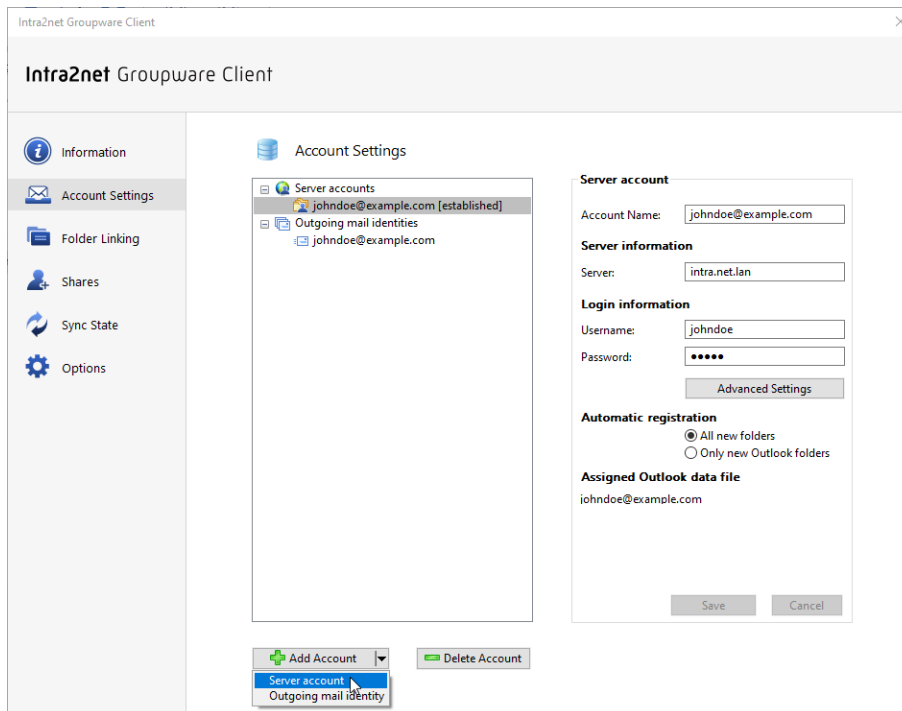 Intra2net Groupware Client
Intra2net Groupware Client
Information
Account Settings
Folder Linking
Shares
Sync State
Options
Account Settings
Server accounts
johndoe@example.com [established]
Outgoing mail identities
johndoe@example.com
Server account
Account Name: johndoe@example.com
Server information
Server: intra.net.lan
Login information
Username: johndoe
Password: ●●●●●
Advanced Settings
Automatic registration
All new folders
Only new Outlook folders
Assigned Outlook data file
johndoe@example.com
Save Cancel
Add Account Delete Account
Server account
Outgoing mail identity